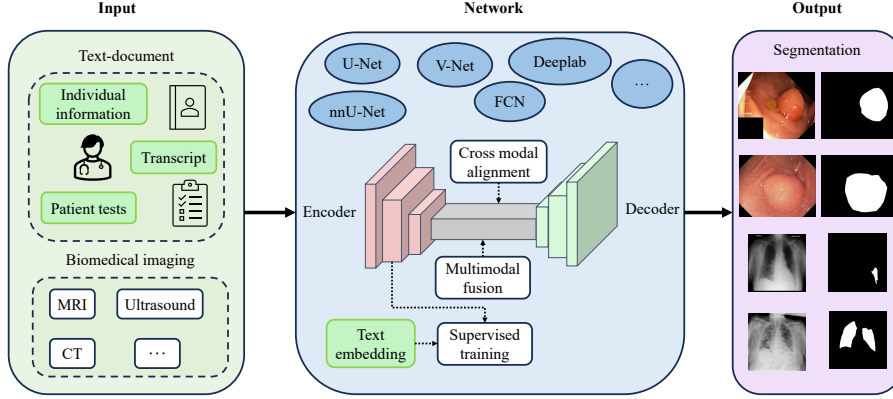 Input
Network
Output
Text-document
Individual
information
Transcript
Patient tests
Biomedical imaging
MRI
Ultrasound
CT
...
U-Net
V-Net
Deeplab
...
nnU-Net
FCN
Cross modal
alignment
Encoder
Decoder
Multimodal
fusion
Text
embedding
Supervised
training
Segmentation